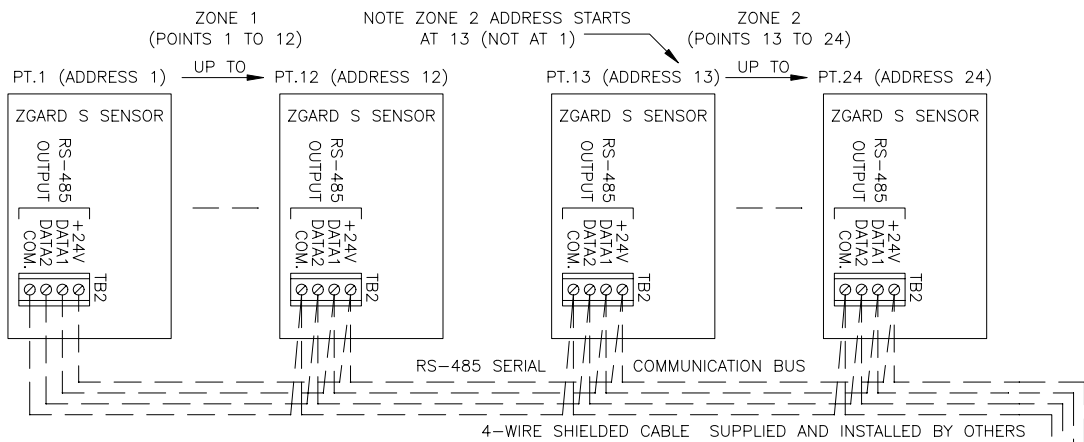 ZONE 1
(POINTS 1 TO 12)
NOTE ZONE 2 ADDRESS STARTS
AT 13 (NOT AT 1)
ZONE 2
(POINTS 13 TO 24)
PT.1 (ADDRESS 1)
UP TO
PT.12 (ADDRESS 12)
PT.13 (ADDRESS 13)
UP TO
PT.24 (ADDRESS 24)
ZGARD S SENSOR
RS-485
OUTPUT
+24V
DATA1
DATA2
COM.
TB2
ZGARD S SENSOR
RS-485
OUTPUT
+24V
DATA1
DATA2
COM.
TB2
ZGARD S SENSOR
RS-485
OUTPUT
+24V
DATA1
DATA2
COM.
TB2
ZGARD S SENSOR
RS-485
OUTPUT
+24V
DATA1
DATA2
COM.
TB2
RS-485 SERIAL COMMUNICATION BUS
4-WIRE SHIELDED CABLE SUPPLIED AND INSTALLED BY OTHERS